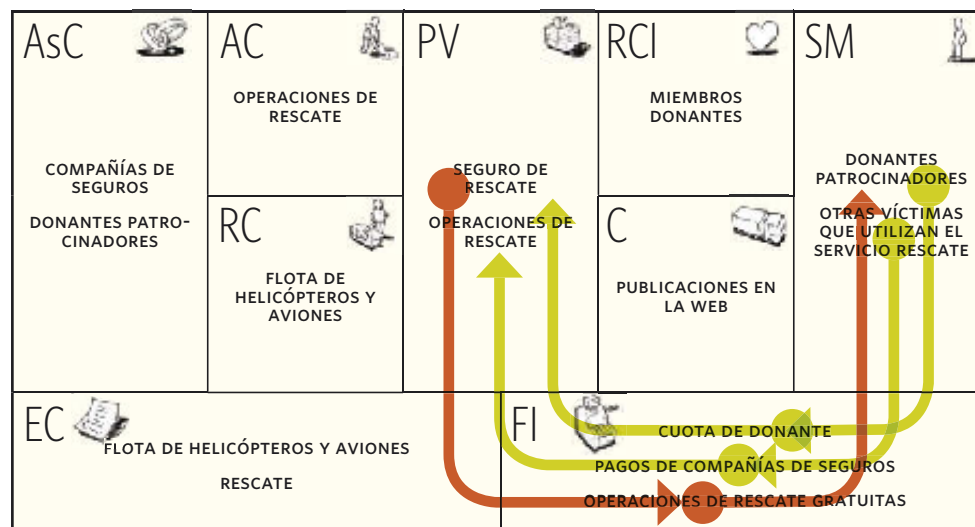 AsC
COMPAÑÍAS DE
SEGUROS
DONANTES PATRO-
CINADORES
AC
OPERACIONES DE
RESCATE
RC
FLOTA DE
HELICÓPTEROS Y
AVIONES
PV
SEGURO DE
RESCATE
OPERACIONES DE
RESCATE
RCl
MIEMBROS
DONANTES
C
PUBLICACIONES EN
LA WEB
SM
DONANTES
PATROCINADORES
OTRAS VÍCTIMAS
QUE UTILIZAN EL
SERVICIO RESCATE
EC
FLOTA DE HELICÓPTEROS Y AVIONES
RESCATE
FI
CUOTA DE DONANTE
PAGOS DE COMPAÑÍAS DE SEGUROS
OPERACIONES DE RESCATE GRATUITAS